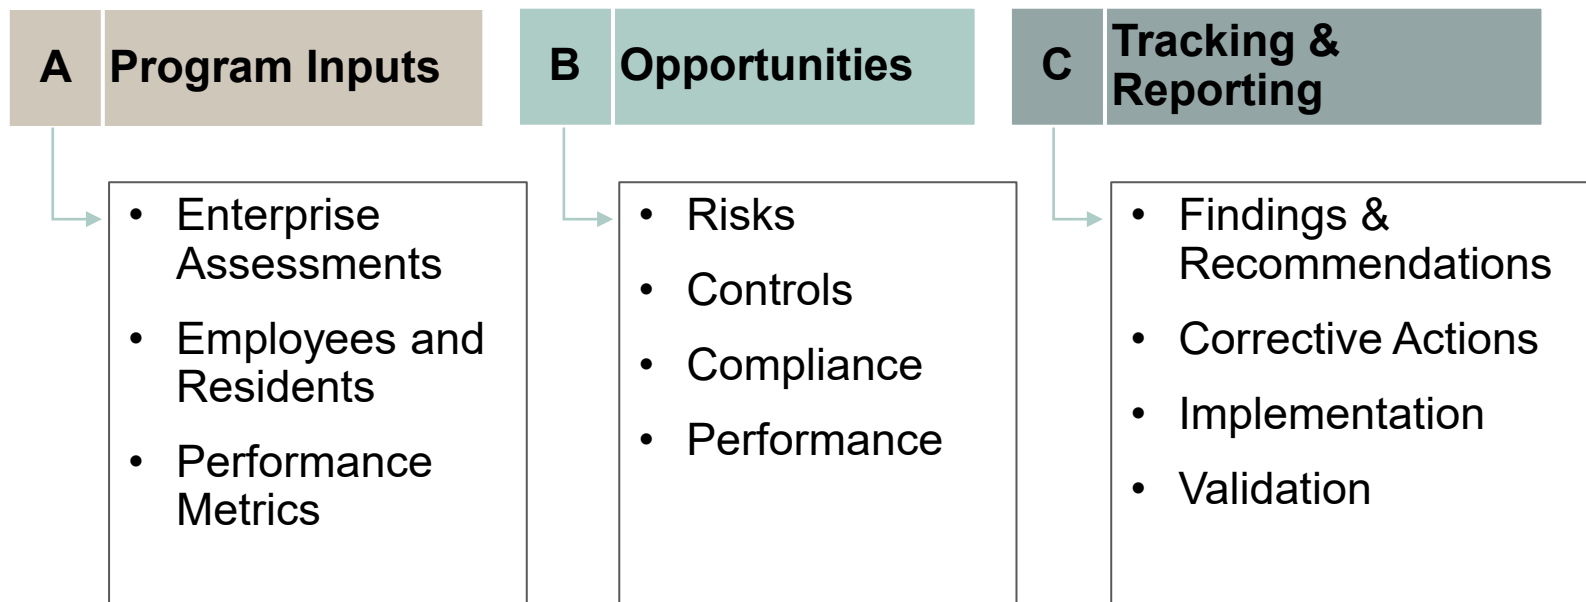 A Program Inputs
• Enterprise
Assessments
• Employees and
Residents
• Performance
Metrics
B Opportunities
• Risks
• Controls
• Compliance
• Performance
C Tracking &
Reporting
• Findings &
Recommendations
• Corrective Actions
• Implementation
• Validation